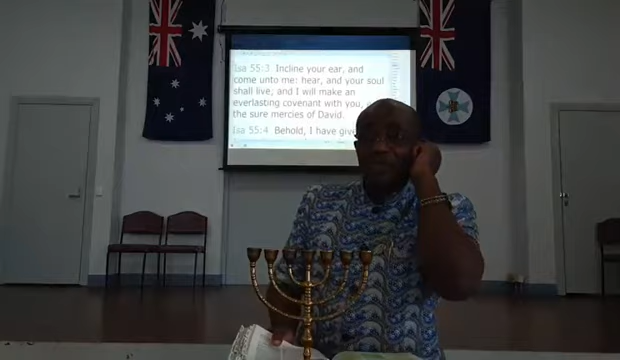 Isa 55:3 Incline your ear, and
come unto me: hear, and your soul
shall live; and I will make an
everlasting covenant with you,
the sure mercies of David.
Isa 55:4 Behold, I have give